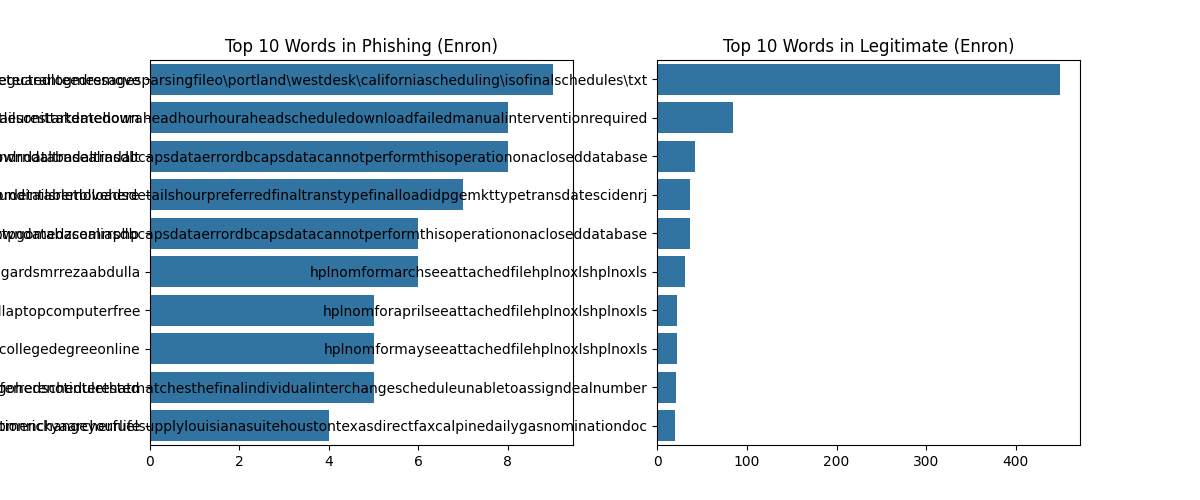 Top 10 Words in Phishing (Enron)
Top 10 Words in Legitimate (Enron)
parsingfileo\portland\westdesk\californiascheduling\isofinalschedules\txt
aheadhourhouraheadscheduledownloadfailedmanualinterventionrequired
capsdataerrordbcapsdatacannotperformthisoperationonacloseddatabase
detailshourpreferredfinaltranstypefinalloadidpgemkttypetransdatescidenrj
capsdataerrordbcapsdatacannotperformthisoperationonacloseddatabase
gardsmrrezaabdulla
hplnomformarchseeattachedfilehplnoxlshplnoxls
llaptopcomputerfree
hplnomforaprilseeattachedfilehplnoxlshplnoxls
collegedegreeonline
hplnomformayseeattachedfilehplnoxlshplnoxls
matchesthefinalindividualinterchangescheduleunabletoassigndealnumber
supplylouisianasuitehoustontexasdirectfaxcalpinedailygasnominationdoc
0 2 4 6 8
0 100 200 300 400